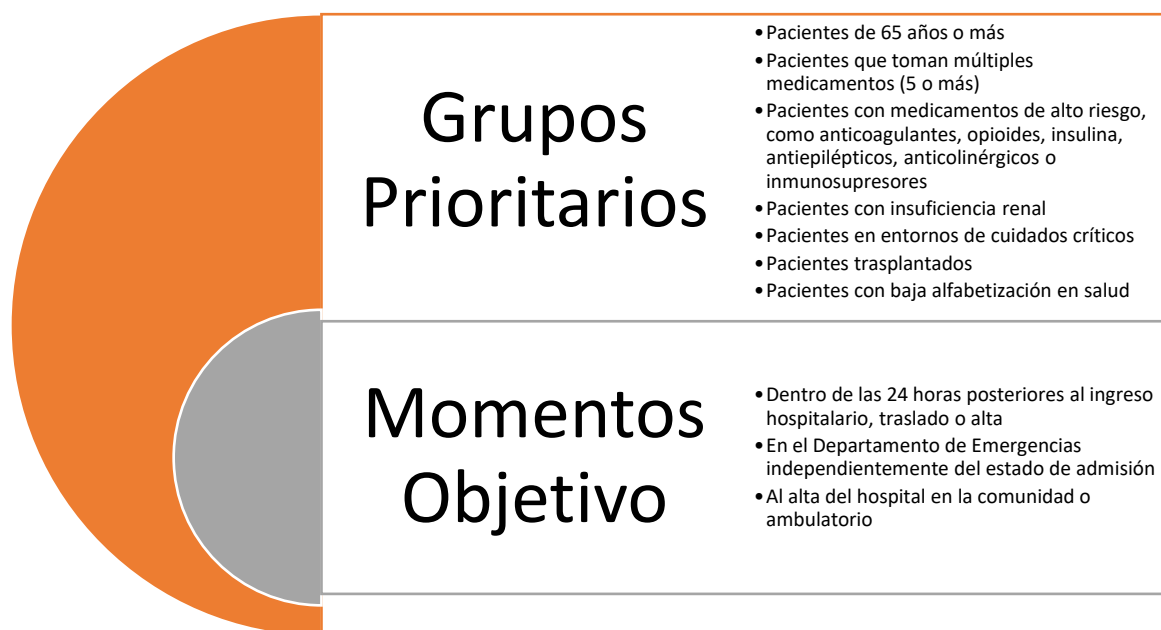 Grupos
Prioritarios
•Pacientes de 65 años o más
•Pacientes que toman múltiples
medicamentos (5 o más)
•Pacientes con medicamentos de alto riesgo,
como anticoagulantes, opioides, insulina,
antiepilépticos, anticolinérgicos o
inmunosupresores
•Pacientes con insuficiencia renal
•Pacientes en entornos de cuidados críticos
•Pacientes trasplantados
•Pacientes con baja alfabetización en salud
Momentos
Objetivo
•Dentro de las 24 horas posteriores al ingreso
hospitalario, traslado o alta
•En el Departamento de Emergencias
independientemente del estado de admisión
•Al alta del hospital en la comunidad o
ambulatorio